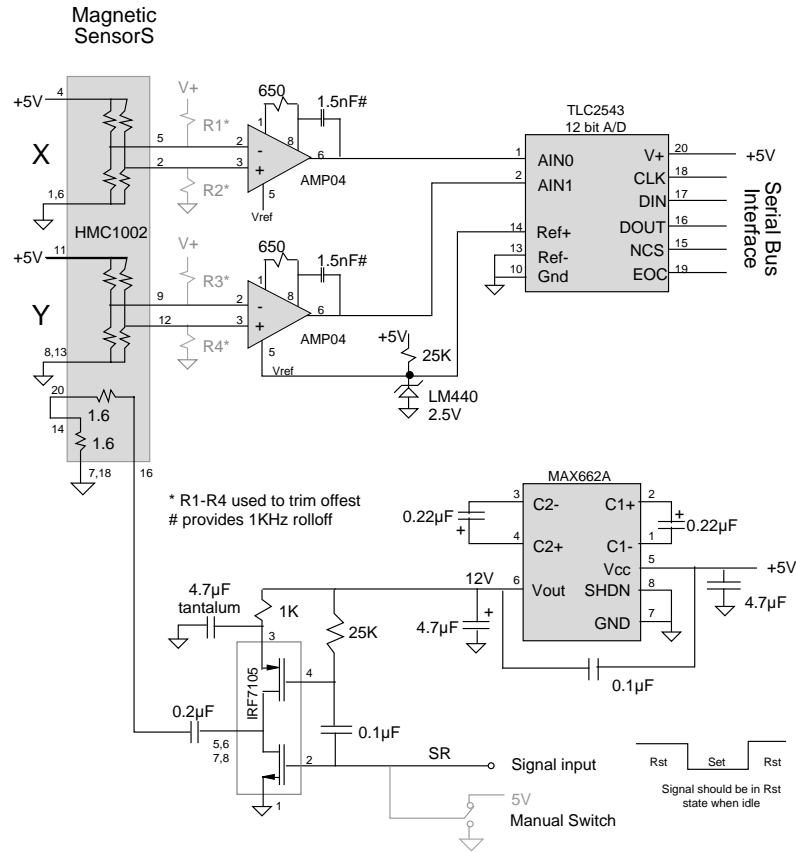 Magnetic
SensorS
4
+5V
X
1,6
5
2
V+
R1*
R2*
650
1
2
3
8
-
+
5
6
1.5nF#
AMP04
Vref
HMC1002
11
+5V
Y
8,13
9
12
V+
R3*
R4*
650
1
2
3
8
-
+
5
6
1.5nF#
AMP04
Vref
+5V
25K
LM440
2.5V
TLC2543
12 bit A/D
1 AIN0
2 AIN1
14 Ref+
13 Ref-
10 Gnd
V+ 20 +5V
CLK 18
DIN 17
DOUT 16
NCS 15
EOC 19
Serial Bus
Interface
20
1.6
14
1.6
7,18
16
* R1-R4 used to trim offest
# provides 1KHz rolloff
MAX662A
3 C2-
4 C2+
6 Vout
C1+ 2
C1- 1
Vcc 5
SHDN 8
GND 7
0.22µF
+
+
0.22µF
+5V
4.7µF
12V
+
4.7µF
0.1µF
4.7µF
tantalum
1K
25K
3
4
IRF7105
0.2µF
5,6
7,8
2
1
0.1µF
SR
Signal input
5V
Manual Switch
Rst Set Rst
Signal should be in Rst
state when idle